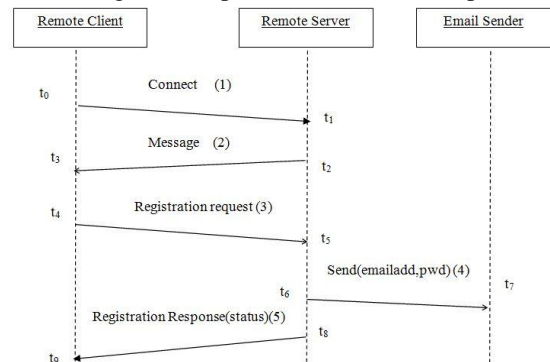 Remote Client
Remote Server
Email Sender
Connect (1)
t0
t1
Message (2)
t3
t2
Registration request (3)
t4
t5
Send(emailadd,pwd)(4)
t6
t7
Registration Response(status)(5)
t8
t9